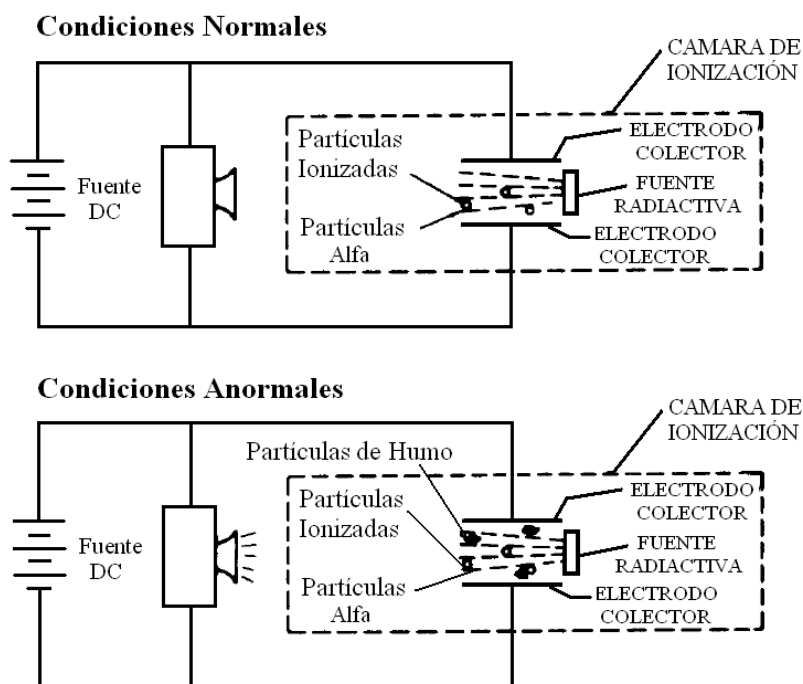 Condiciones Normales
CAMARA DE
IONIZACIÓN
Partículas
Ionizadas
ELECTRODO
COLECTOR
Fuente
DC
FUENTE
RADIACTIVA
Partículas
Alfa
ELECTRODO
COLECTOR
Condiciones Anormales
CAMARA DE
IONIZACIÓN
Partículas de Humo
Partículas
Ionizadas
ELECTRODO
COLECTOR
Fuente
DC
FUENTE
RADIACTIVA
Partículas
Alfa
ELECTRODO
COLECTOR